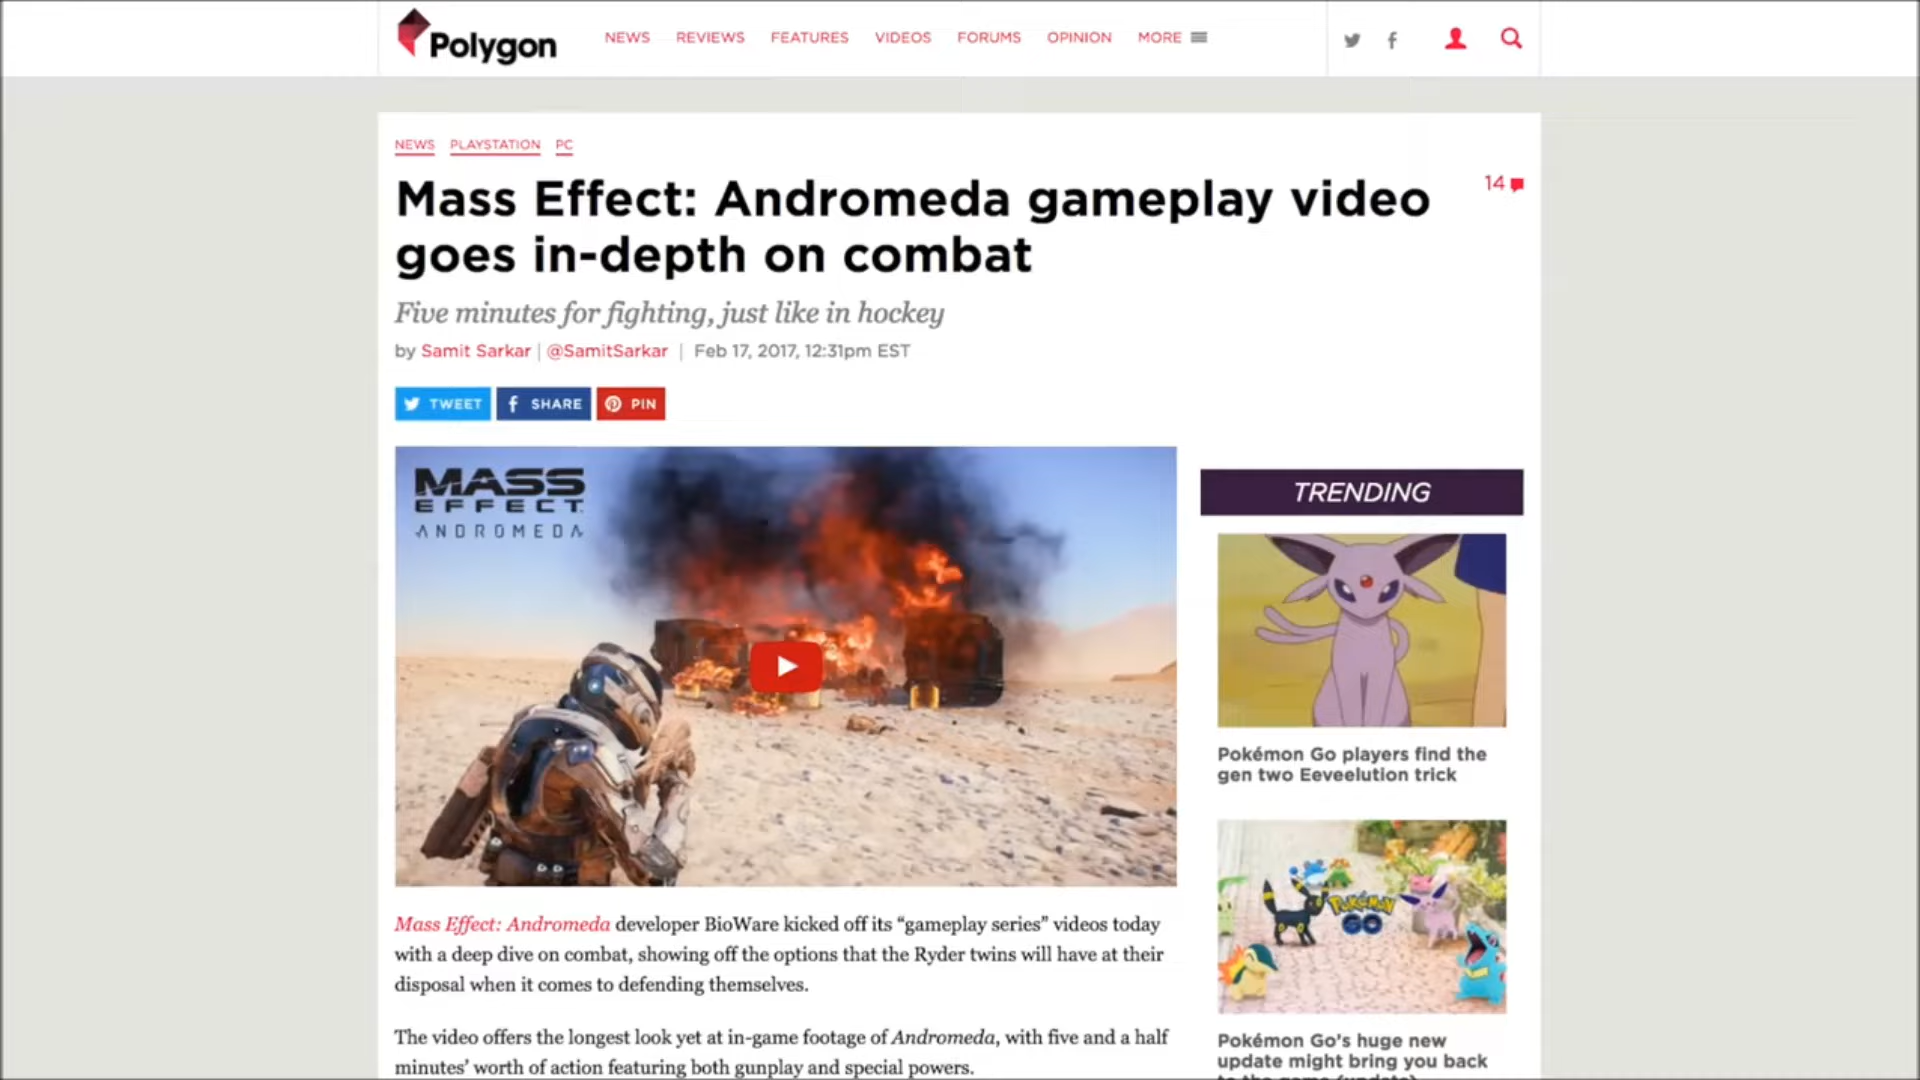 Polygon
NEWS REVIEWS FEATURES VIDEOS FORUMS OPINION MORE
NEWS PLAYSTATION PC
Mass Effect: Andromeda gameplay video
goes in-depth on combat
14
Five minutes for fighting, just like in hockey
by Samit Sarkar | @SamitSarkar | Feb 17, 2017, 12:31pm EST
TWEET SHARE PIN
MASS
EFFECT
ANDROMEDA
Mass Effect: Andromeda developer BioWare kicked off its “gameplay series” videos today
with a deep dive on combat, showing off the options that the Ryder twins will have at their
disposal when it comes to defending themselves.
The video offers the longest look yet at in-game footage of Andromeda, with five and a half
minutes’ worth of action featuring both gunplay and special powers.
TRENDING
Pokémon Go players find the
gen two Eeveelution trick
POKÉMON
GO
Pokémon Go’s huge new
update might bring you back
to the game (update)